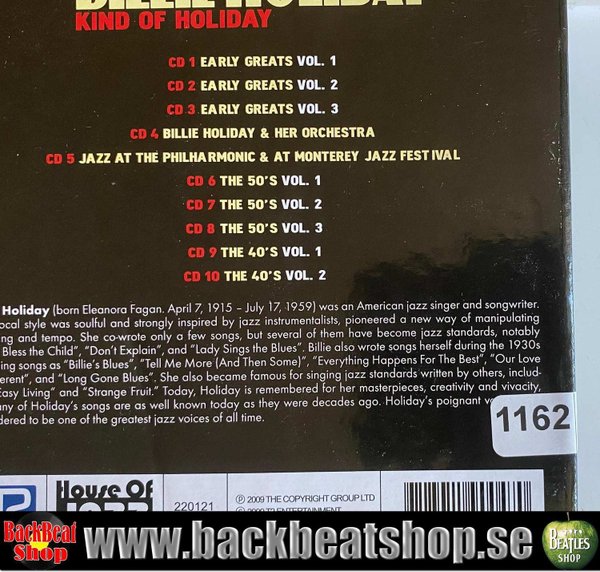 BILLIE HOLIDAY
KIND OF HOLIDAY
CD 1 EARLY GREATS VOL. 1
CD 2 EARLY GREATS VOL. 2
CD 3 EARLY GREATS VOL. 3
CD 4 BILLIE HOLIDAY & HER ORCHESTRA
CD 5 JAZZ AT THE PHILHARMONIC & AT MONTEREY JAZZ FESTIVAL
CD 6 THE 50'S VOL. 1
CD 7 THE 50'S VOL. 2
CD 8 THE 50'S VOL. 3
CD 9 THE 40'S VOL. 1
CD 10 THE 40'S VOL. 2
Holiday (born Eleanora Fagan. April 7, 1915 – July 17, 1959) was an American jazz singer and songwriter.
ocal style was soulful and strongly inspired by jazz instrumentalists, pioneered a new way of manipulating
ing and tempo. She co-wrote only a few songs, but several of them have become jazz standards, notably
Bless the Child", "Don't Explain", and "Lady Sings the Blues". Billie also wrote songs herself during the 1930s
ing songs as "Billie's Blues", "Tell Me More (And Then Some)", "Everything Happens For The Best", "Our Love
erent", and "Long Gone Blues". She also became famous for singing jazz standards written by others, includ-
Easy Living" and "Strange Fruit." Today, Holiday is remembered for her masterpieces, creativity and vivacity,
any of Holiday's songs are as well known today as they were decades ago. Holiday's poignant
dered to be one of the greatest jazz voices of all time.
1162
House Of
JAZZ
220121
℗ 2009 THE COPYRIGHT GROUP LTD
BackBeat
Shop
www.backbeatshop.se
BEATLES
SHOP